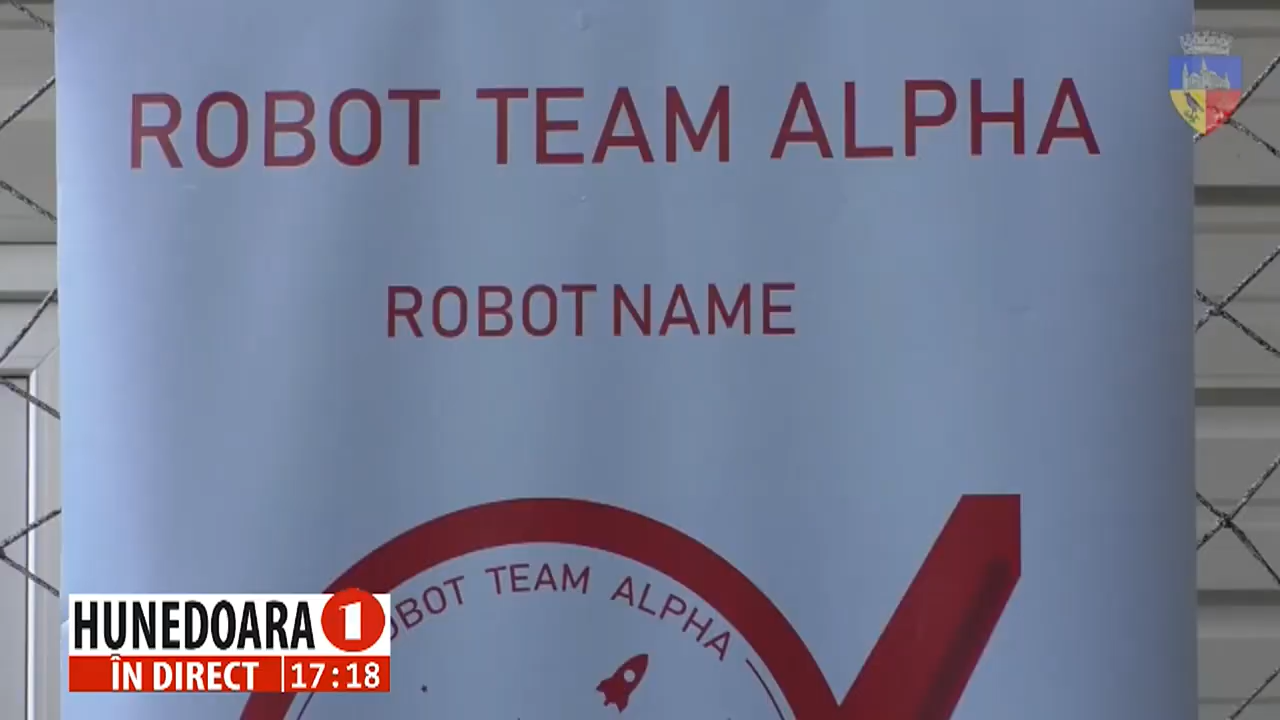 ROBOT TEAM ALPHA
ROBOT NAME
ROBOT TEAM ALPHA
HUNEDOARA 1
ÎN DIRECT 17:18